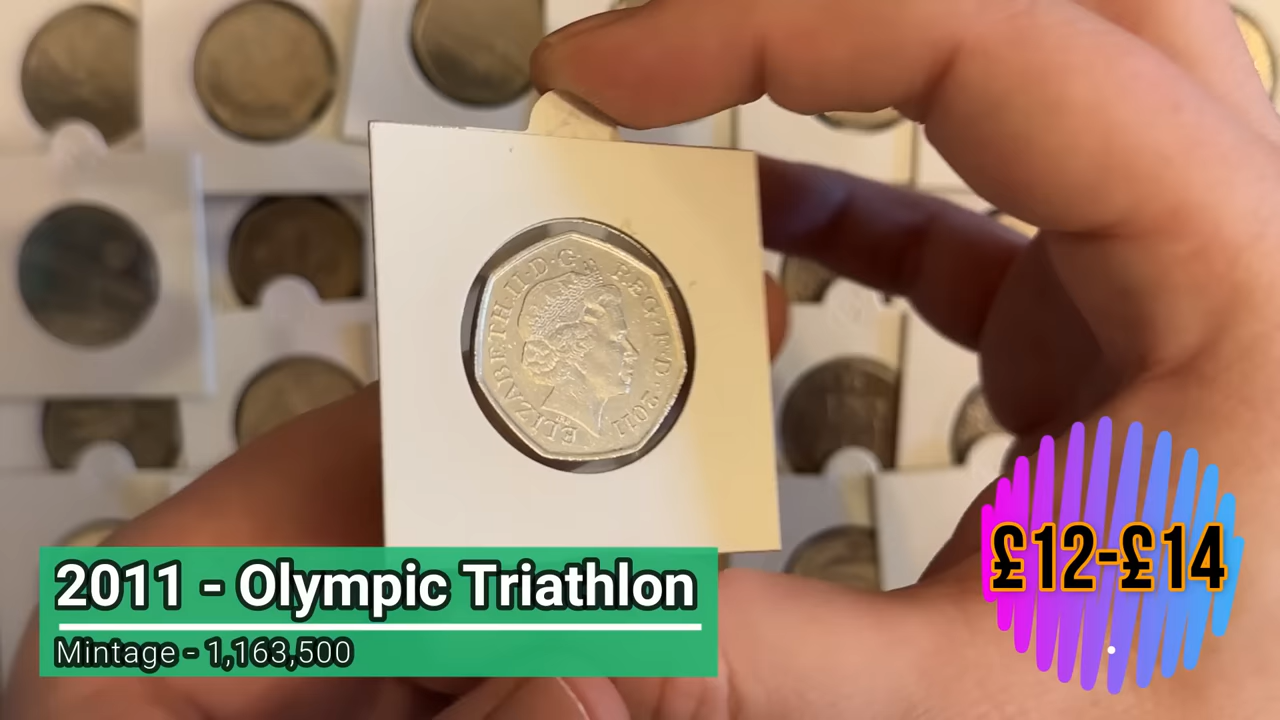 ELIZABETH·II·D·G REG·F·D·2011
2011 - Olympic Triathlon
Mintage - 1,163,500
£12-£14